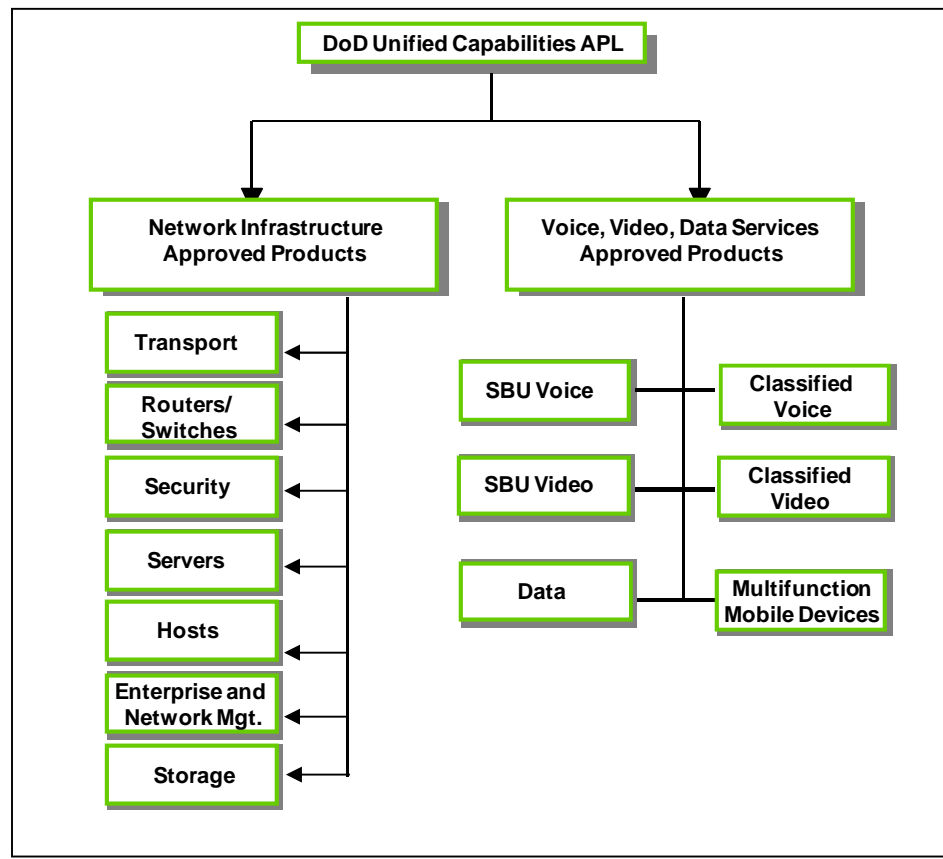 DoD Unified Capabilities APL
Network Infrastructure
Approved Products
Transport
Routers/
Switches
Security
Servers
Hosts
Enterprise and
Network Mgt.
Storage
Voice, Video, Data Services
Approved Products
SBU Voice
Classified
Voice
SBU Video
Classified
Video
Data
Multifunction
Mobile Devices